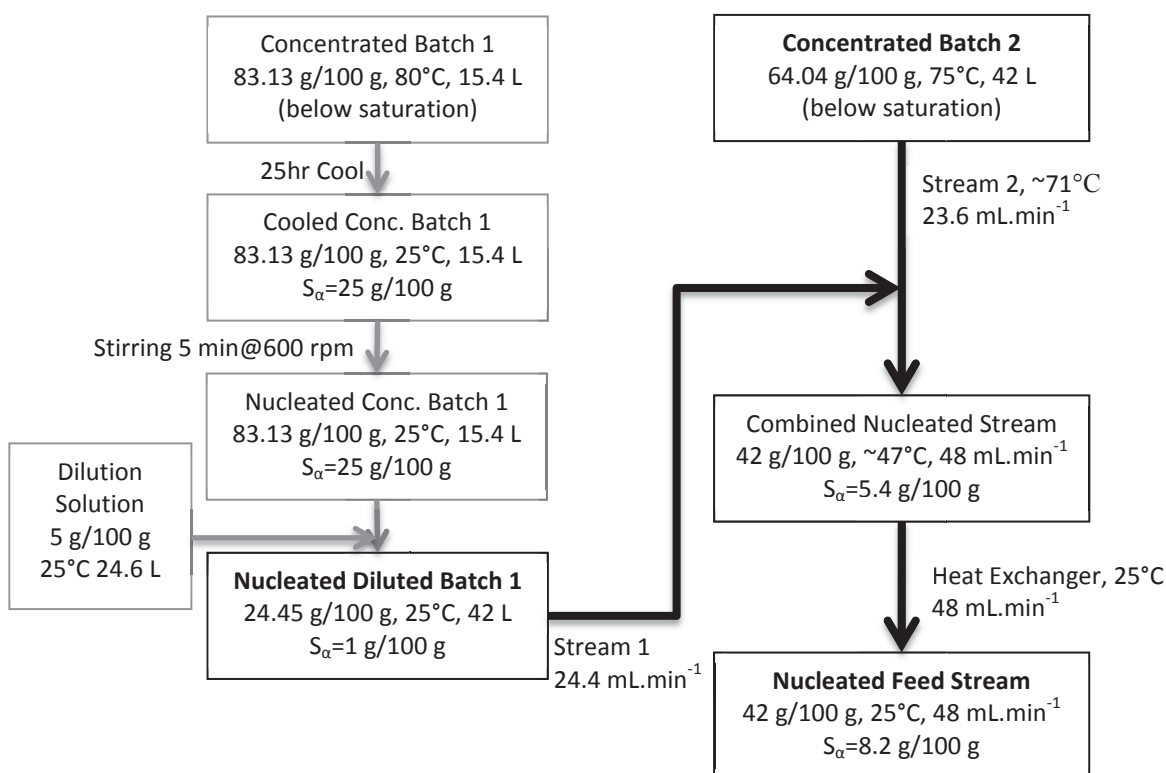 Concentrated Batch 1
83.13 g/100 g, 80°C, 15.4 L
(below saturation)
25hr Cool
Cooled Conc. Batch 1
83.13 g/100 g, 25°C, 15.4 L
Sα=25 g/100 g
Stirring 5 min@600 rpm
Nucleated Conc. Batch 1
83.13 g/100 g, 25°C, 15.4 L
Sα=25 g/100 g
Dilution
Solution
5 g/100 g
25°C 24.6 L
Nucleated Diluted Batch 1
24.45 g/100 g, 25°C, 42 L
Sα=1 g/100 g
Stream 1
24.4 mL.min-1
Concentrated Batch 2
64.04 g/100 g, 75°C, 42 L
(below saturation)
Stream 2, ~71°C
23.6 mL.min-1
Combined Nucleated Stream
42 g/100 g, ~47°C, 48 mL.min-1
Sα=5.4 g/100 g
Heat Exchanger, 25°C
48 mL.min-1
Nucleated Feed Stream
42 g/100 g, 25°C, 48 mL.min-1
Sα=8.2 g/100 g